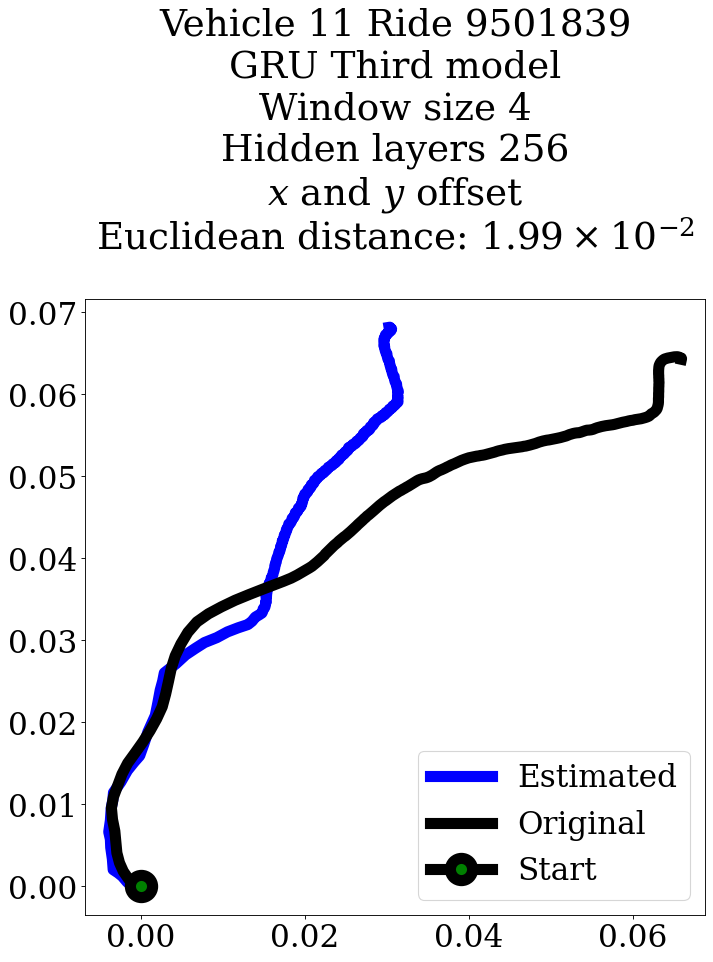 Vehicle 11 Ride 9501839
GRU Third model
Window size 4
Hidden layers 256
x and y offset
Euclidean distance: 1.99 × 10⁻²
0.07
0.06
0.05
0.04
0.03
0.02
0.01
0.00
Estimated
Original
Start
0.00 0.02 0.04 0.06